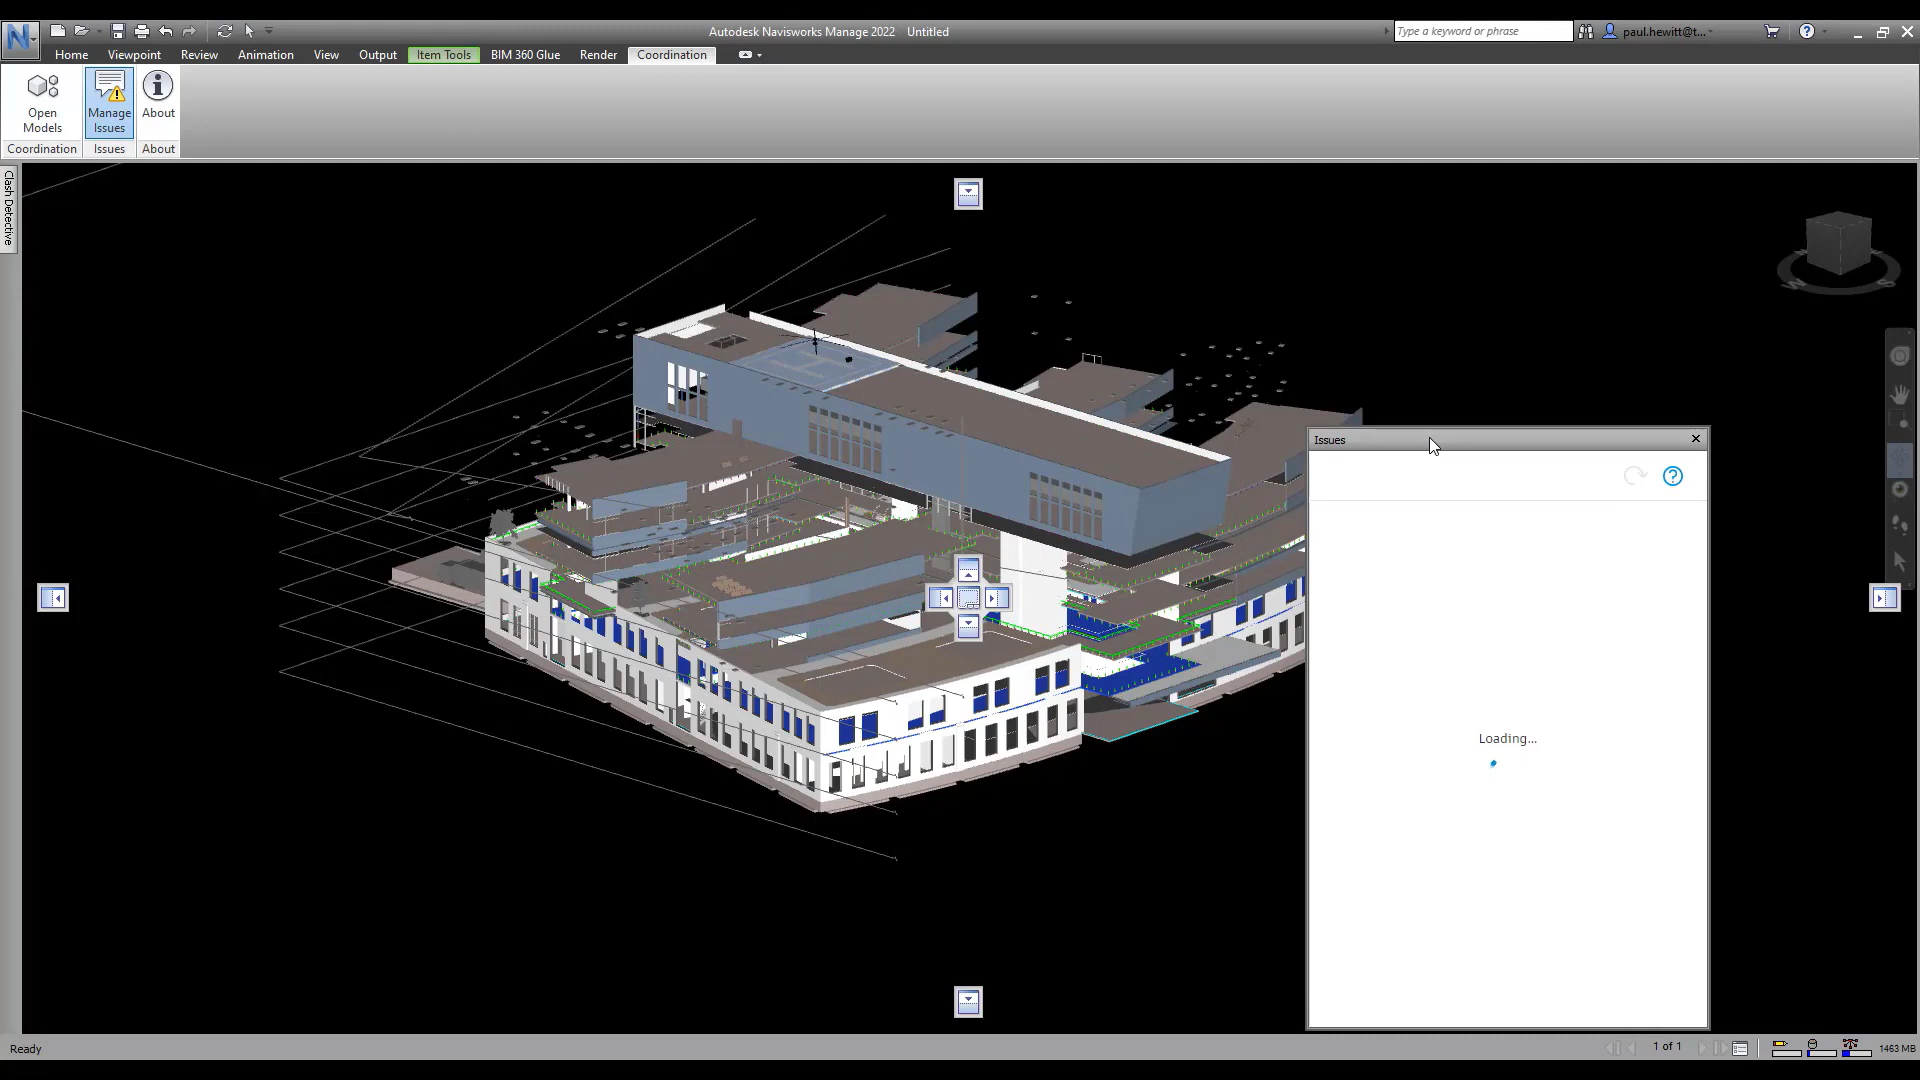 N
Autodesk Navisworks Manage 2022 Untitled
Type a keyword or phrase
paul.hewitt@t...
Home
Viewpoint
Review
Animation
View
Output
Item Tools
BIM 360 Glue
Render
Coordination
Open
Models
Manage
Issues
About
Coordination
Issues
About
Clash Detective
Issues
Loading...
Ready
1 of 1
1463 MB